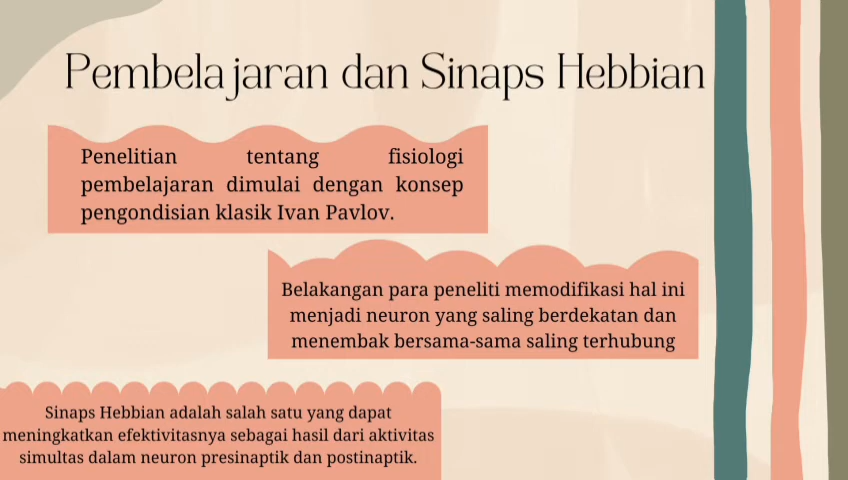 Pembelajaran dan Sinaps Hebbian
Penelitian tentang fisiologi
pembelajaran dimulai dengan konsep
pengondisian klasik Ivan Pavlov.
Belakangan para peneliti memodifikasi hal ini
menjadi neuron yang saling berdekatan dan
menembak bersama-sama saling terhubung
Sinaps Hebbian adalah salah satu yang dapat
meningkatkan efektivitasnya sebagai hasil dari aktivitas
simultas dalam neuron presinaptik dan postinaptik.